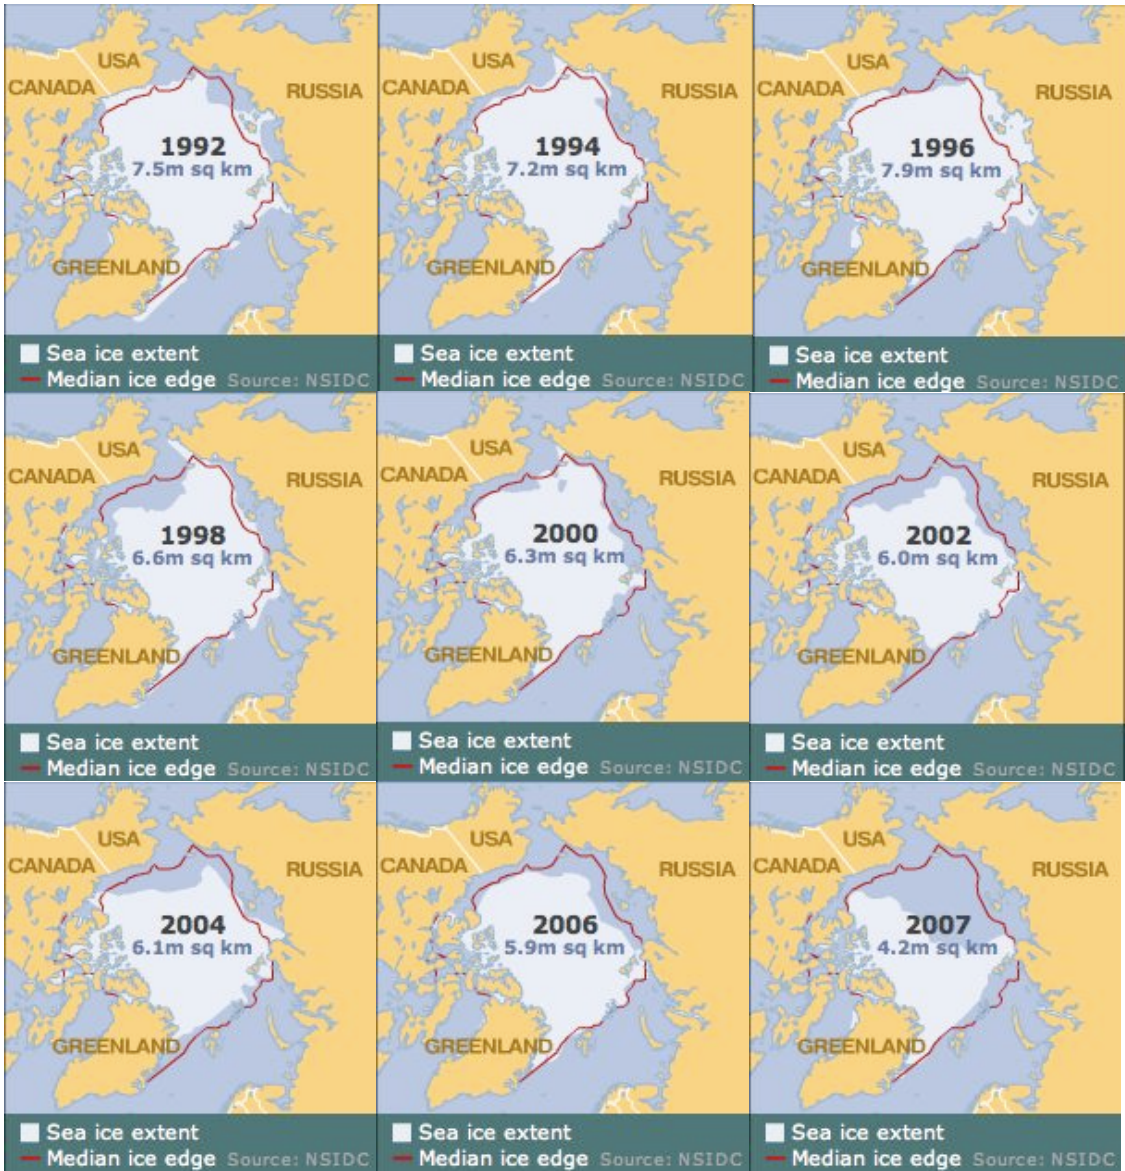 USA
CANADA
RUSSIA
1992
7.5m sq km
GREENLAND
Sea ice extent
Median ice edge Source: NSIDC
USA
CANADA
RUSSIA
1994
7.2m sq km
GREENLAND
Sea ice extent
Median ice edge Source: NSIDC
USA
CANADA
RUSSIA
1996
7.9m sq km
GREENLAND
Sea ice extent
Median ice edge Source: NSIDC
USA
CANADA
RUSSIA
1998
6.6m sq km
GREENLAND
Sea ice extent
Median ice edge Source: NSIDC
USA
CANADA
RUSSIA
2000
6.3m sq km
GREENLAND
Sea ice extent
Median ice edge Source: NSIDC
USA
CANADA
RUSSIA
2002
6.0m sq km
GREENLAND
Sea ice extent
Median ice edge Source: NSIDC
USA
CANADA
RUSSIA
2004
6.1m sq km
GREENLAND
Sea ice extent
Median ice edge Source: NSIDC
USA
CANADA
RUSSIA
2006
5.9m sq km
GREENLAND
Sea ice extent
Median ice edge Source: NSIDC
USA
CANADA
RUSSIA
2007
4.2m sq km
GREENLAND
Sea ice extent
Median ice edge Source: NSIDC